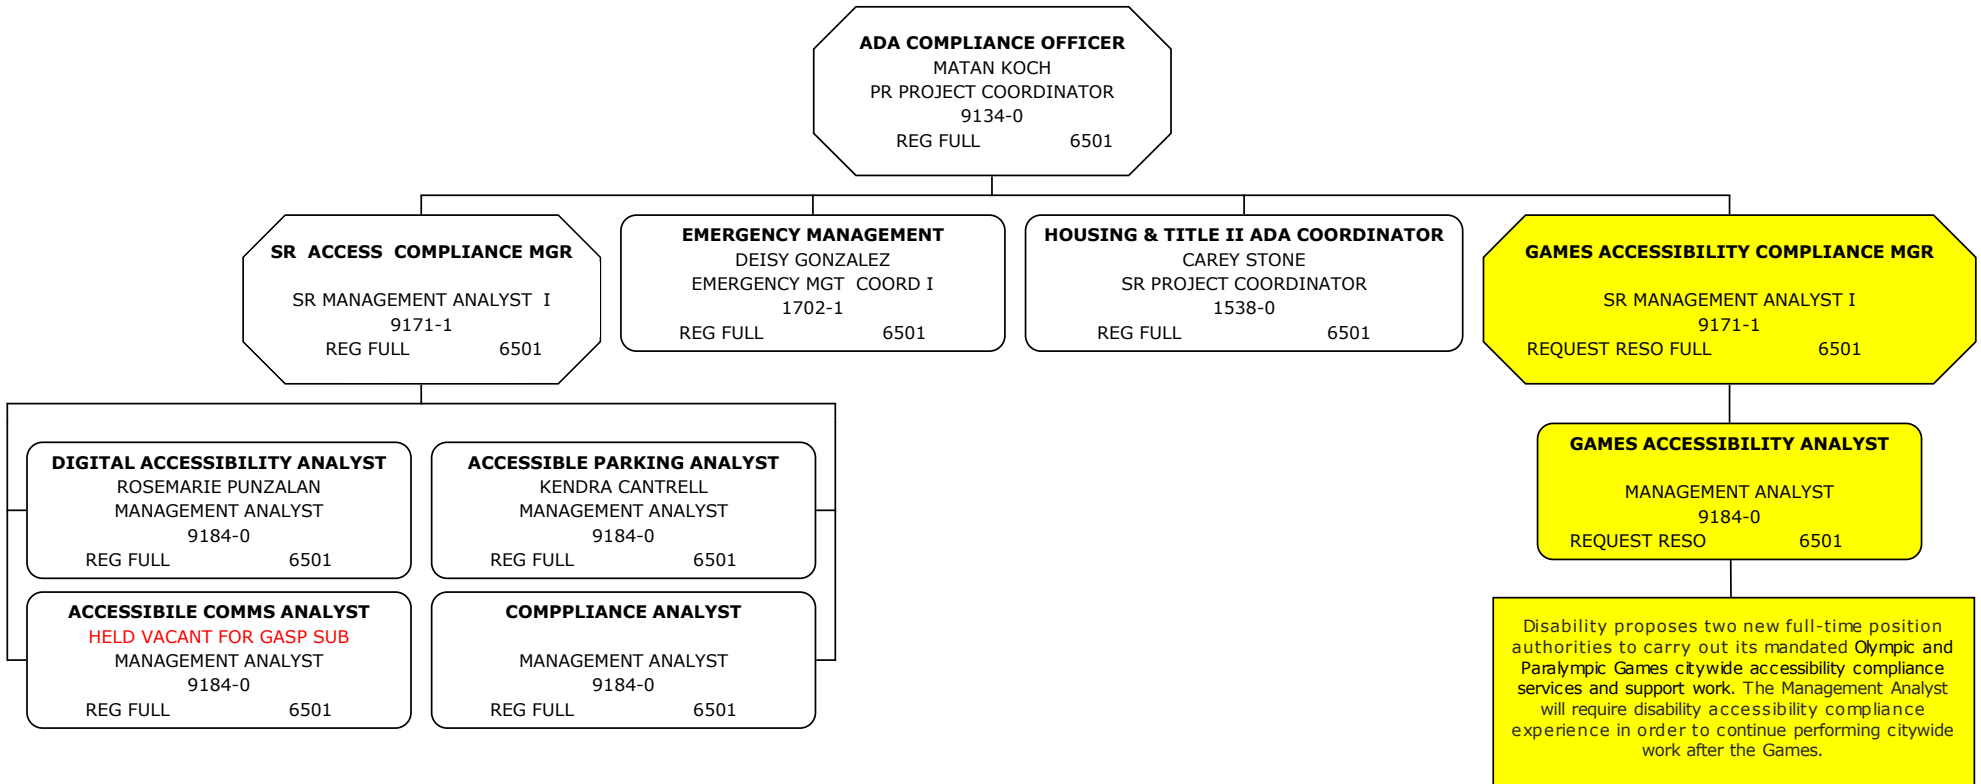 ADA COMPLIANCE OFFICER
MATAN KOCH
PR PROJECT COORDINATOR
9134-0
REG FULL 6501
SR ACCESS COMPLIANCE MGR
SR MANAGEMENT ANALYST I
9171-1
REG FULL 6501
EMERGENCY MANAGEMENT
DEISY GONZALEZ
EMERGENCY MGT COORD I
1702-1
REG FULL 6501
HOUSING & TITLE II ADA COORDINATOR
CAREY STONE
SR PROJECT COORDINATOR
1538-0
REG FULL 6501
GAMES ACCESSIBILITY COMPLIANCE MGR
SR MANAGEMENT ANALYST I
9171-1
REQUEST RESO FULL 6501
DIGITAL ACCESSIBILITY ANALYST
ROSEMARIE PUNZALAN
MANAGEMENT ANALYST
9184-0
REG FULL 6501
ACCESSIBLE PARKING ANALYST
KENDRA CANTRELL
MANAGEMENT ANALYST
9184-0
REG FULL 6501
GAMES ACCESSIBILITY ANALYST
MANAGEMENT ANALYST
9184-0
REQUEST RESO 6501
ACCESSIBILE COMMS ANALYST
HELD VACANT FOR GASP SUB
MANAGEMENT ANALYST
9184-0
REG FULL 6501
COMPPLIANCE ANALYST
MANAGEMENT ANALYST
9184-0
REG FULL 6501
Disability proposes two new full-time position
authorities to carry out its mandated Olympic and
Paralympic Games citywide accessibility compliance
services and support work. The Management Analyst
will require disability accessibility compliance
experience in order to continue performing citywide
work after the Games.